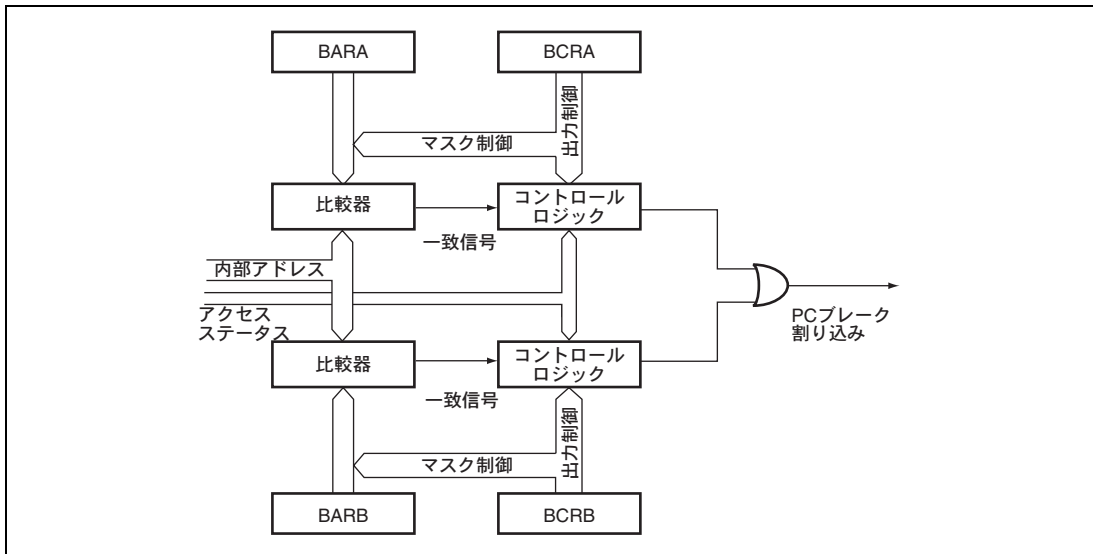 BARA
BCRA
出力制御
マスク制御
比較器
コントロール
ロジック
一致信号
内部アドレス
アクセス
ステータス
PCブレーク
割り込み
比較器
コントロール
ロジック
一致信号
出力制御
マスク制御
BARB
BCRB